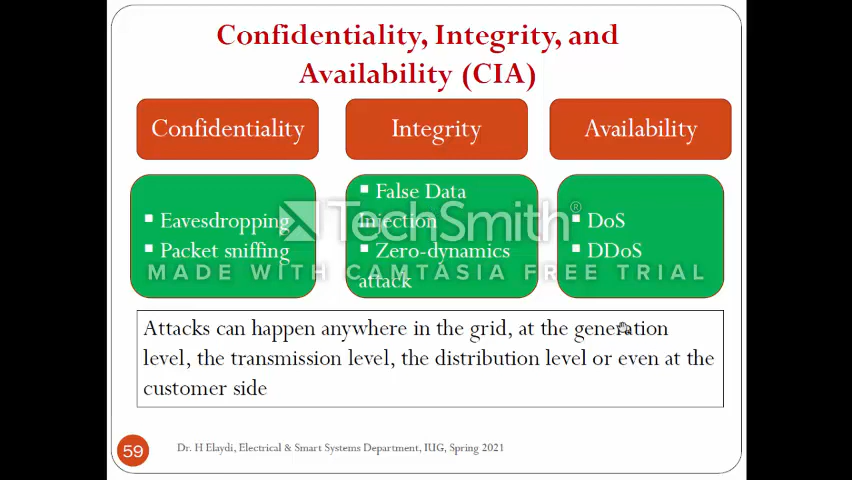 Confidentiality, Integrity, and
Availability (CIA)
Confidentiality
Integrity
Availability
▪ Eavesdropping
▪ Packet sniffing
▪ False Data
Injection
▪ Zero-dynamics
attack
▪ DoS
▪ DDoS
TechSmith®
MADE WITH CAMTASIA FREE TRIAL
Attacks can happen anywhere in the grid, at the generation
level, the transmission level, the distribution level or even at the
customer side
59
Dr. H Elaydi, Electrical & Smart Systems Department, IUG, Spring 2021